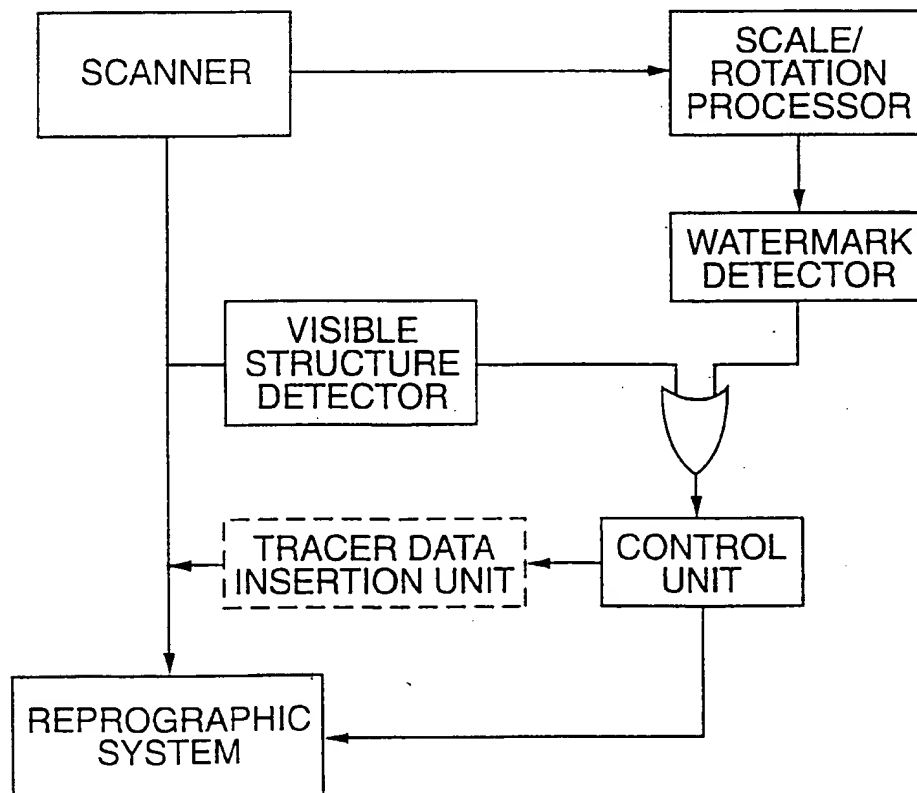 SCANNER
SCALE/
ROTATION
PROCESSOR
WATERMARK
DETECTOR
VISIBLE
STRUCTURE
DETECTOR
TRACER DATA
INSERTION UNIT
CONTROL
UNIT
REPROGRAPHIC
SYSTEM